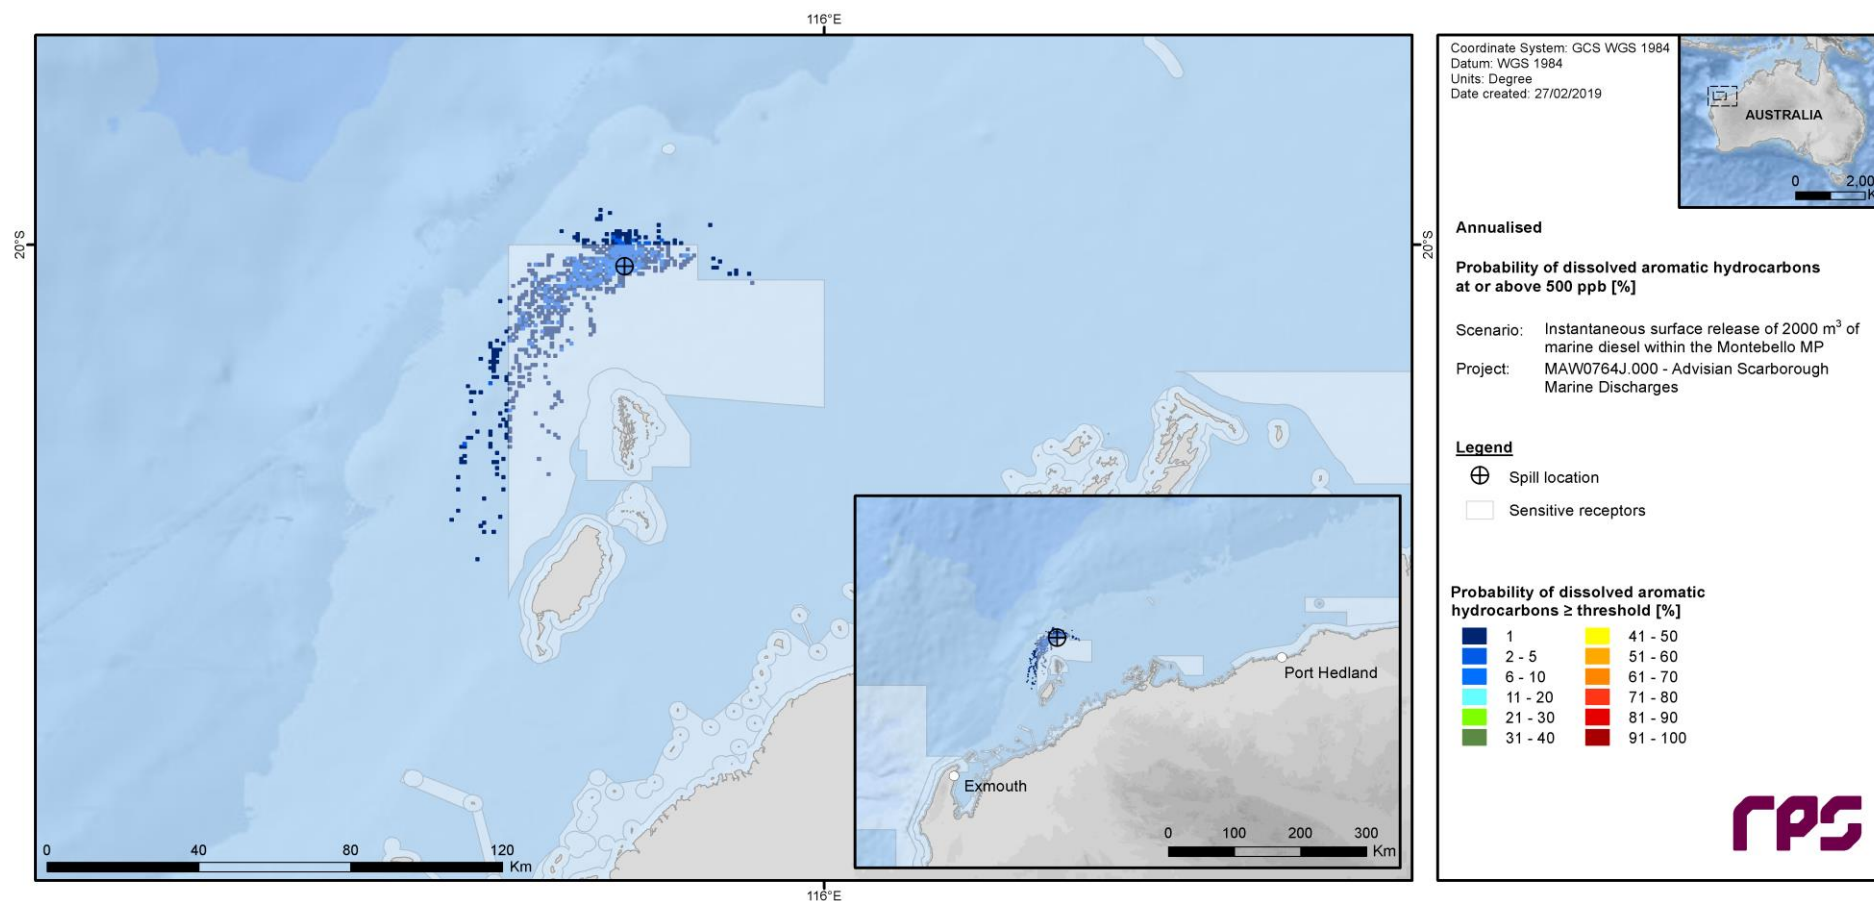 116°E
20°S
20°S
0 40 80 120 Km
116°E
Exmouth
Port Hedland
0 100 200 300 Km
Coordinate System: GCS WGS 1984
Datum: WGS 1984
Units: Degree
Date created: 27/02/2019
AUSTRALIA
0 2,00
K
Annualised
Probability of dissolved aromatic hydrocarbons
at or above 500 ppb [%]
Scenario: Instantaneous surface release of 2000 m³ of
marine diesel within the Montebello MP
Project: MAW0764J.000 - Advisian Scarborough
Marine Discharges
Legend
Spill location
Sensitive receptors
Probability of dissolved aromatic
hydrocarbons ≥ threshold [%]
1 41 - 50
2 - 5 51 - 60
6 - 10 61 - 70
11 - 20 71 - 80
21 - 30 81 - 90
31 - 40 91 - 100
rps